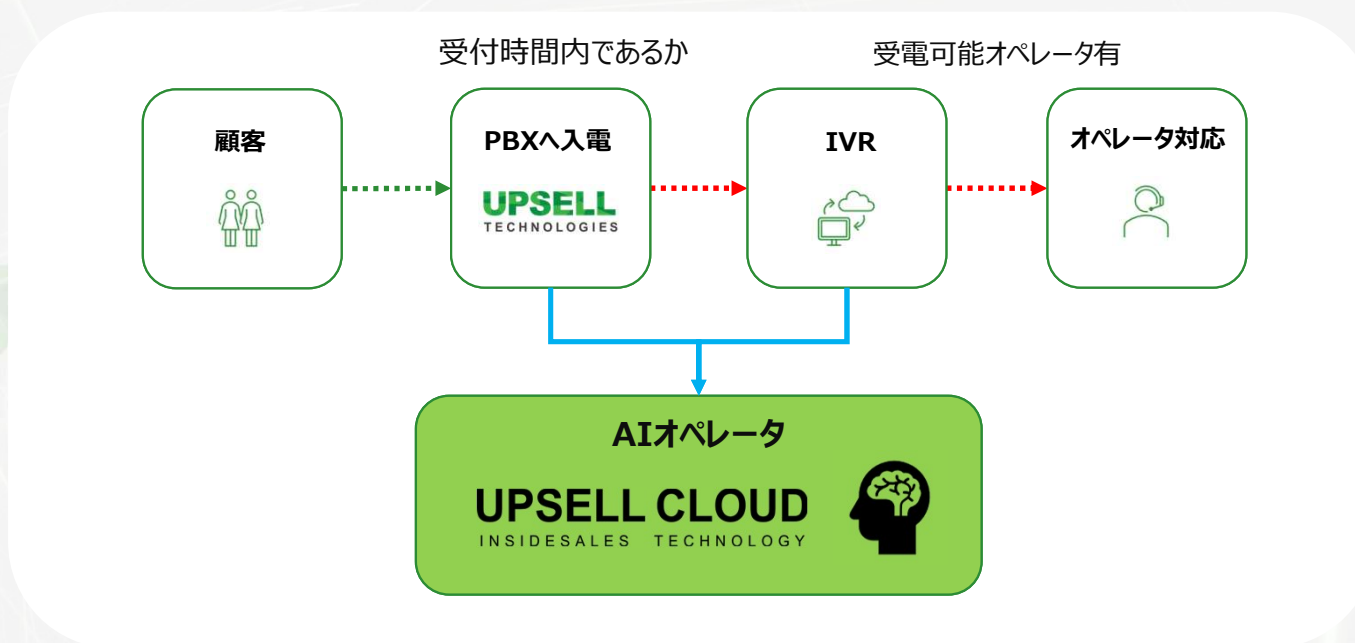 受付時間内であるか
受電可能オペレータ有
顧客
PBXへ入電
UPSELL
TECHNOLOGIES
IVR
オペレータ対応
AIオペレータ
UPSELL CLOUD
INSIDESALES TECHNOLOGY